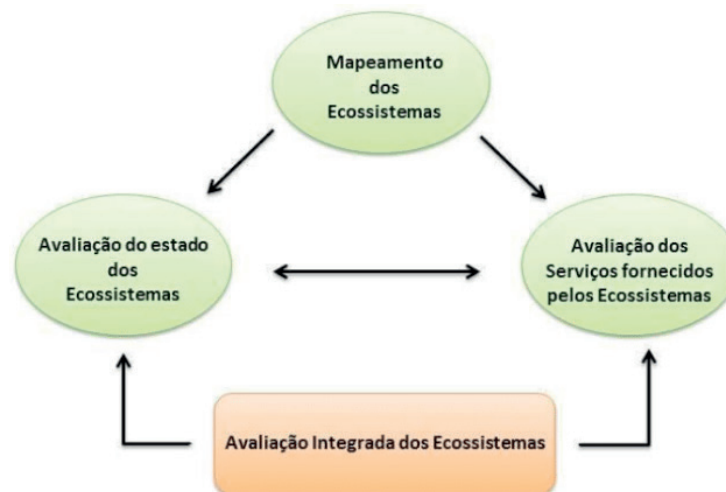 Mapeamento
dos
Ecossistemas
Avaliação do estado
dos
Ecossistemas
Avaliação dos
Serviços fornecidos
pelos Ecossistemas
Avaliação Integrada dos Ecossistemas